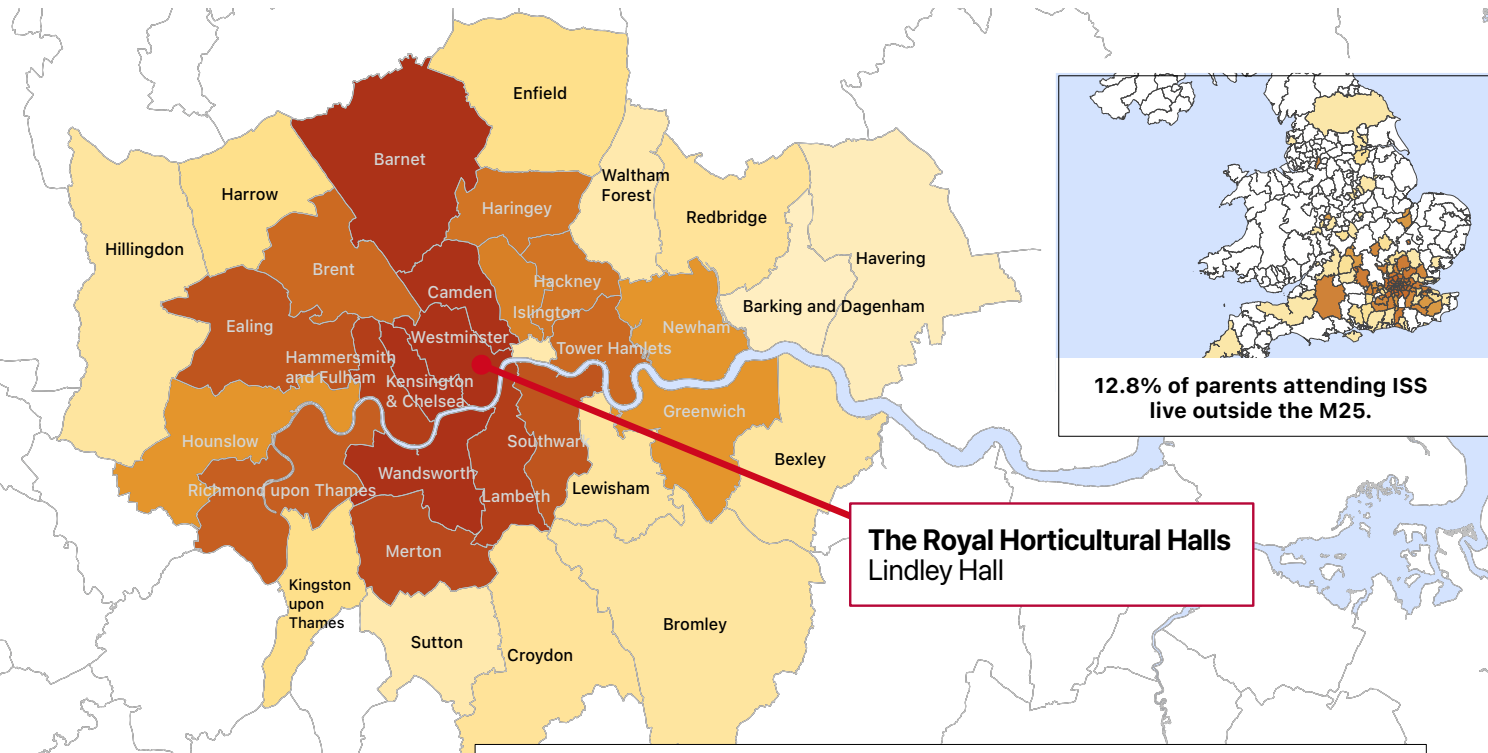 Enfield
Barnet
Waltham
Forest
Harrow
Haringey
Redbridge
Hillingdon
Havering
Brent
Hackney
Camden
Barking and Dagenham
Islington
Ealing
Newham
Westminster
Tower Hamlets
Hammersmith
and Fulham
Kensington
& Chelsea
Greenwich
Hounslow
Southwark
Bexley
Wandsworth
Richmond upon Thames
Lewisham
Lambeth
Merton
Kingston
upon
Thames
Bromley
Sutton
Croydon
12.8% of parents attending ISS
live outside the M25.
The Royal Horticultural Halls
Lindley Hall